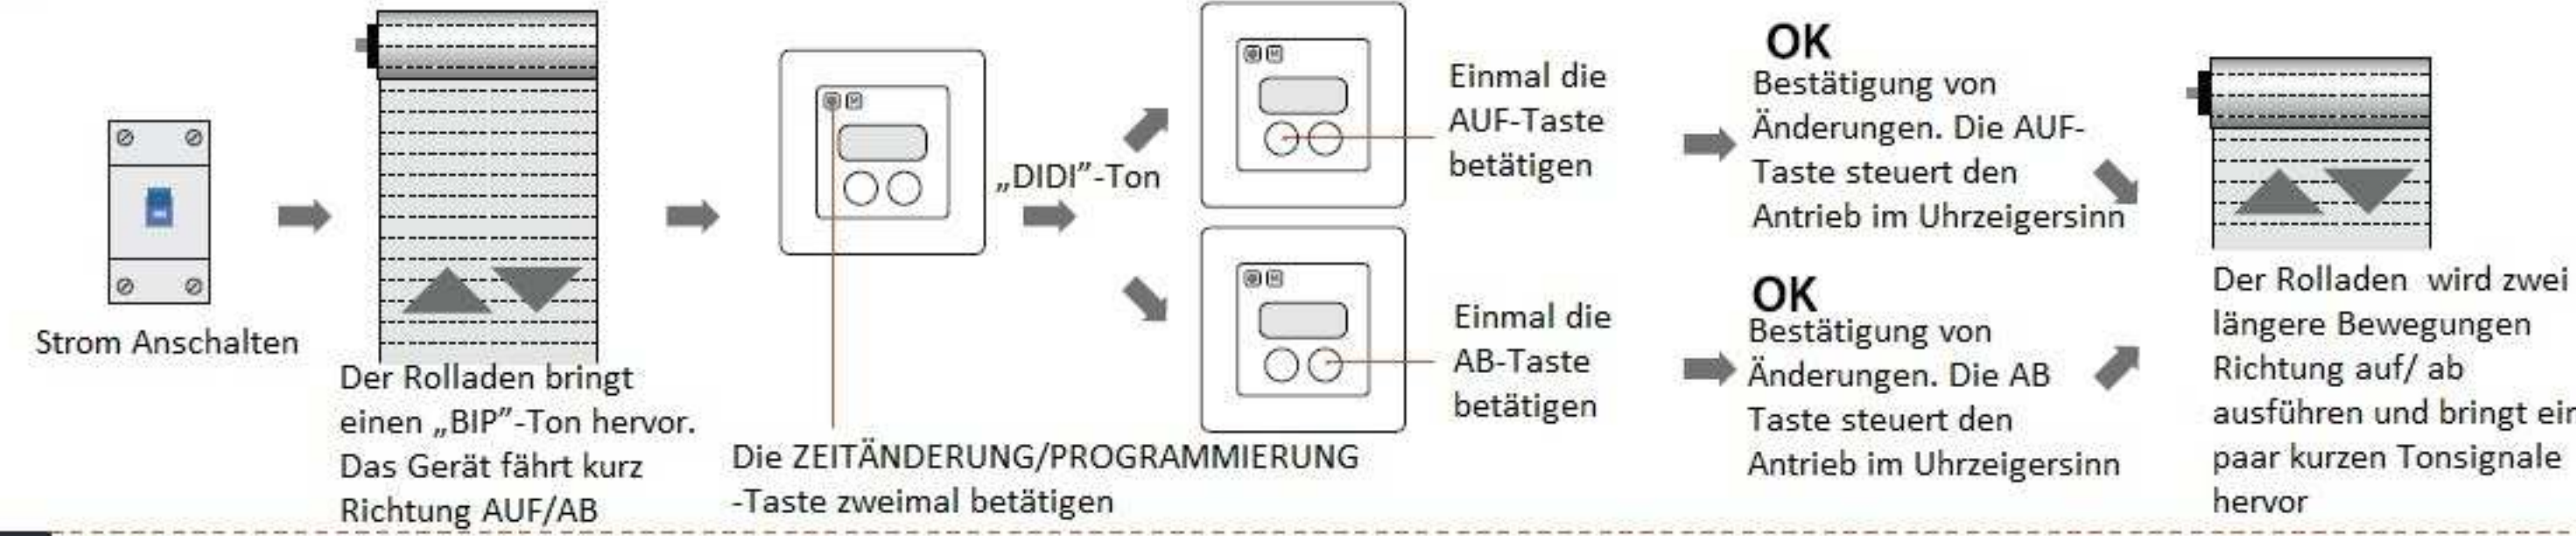 Strom Anschalten
Der Rolladen bringt
einen „BIP"-Ton hervor.
Das Gerät fährt kurz
Richtung AUF/AB
Die ZEITÄNDERUNG/PROGRAMMIERUNG
-Taste zweimal betätigen
„DIDI"-Ton
Einmal die
AUF-Taste
betätigen
OK
Bestätigung von
Änderungen. Die AUF-
Taste steuert den
Antrieb im Uhrzeigersinn
Einmal die
AB-Taste
betätigen
OK
Bestätigung von
Änderungen. Die AB
Taste steuert den
Antrieb im Uhrzeigersinn
Der Rolladen wird zwei
längere Bewegungen
Richtung auf/ ab
ausführen und bringt ein
paar kurzen Tonsignale
hervor